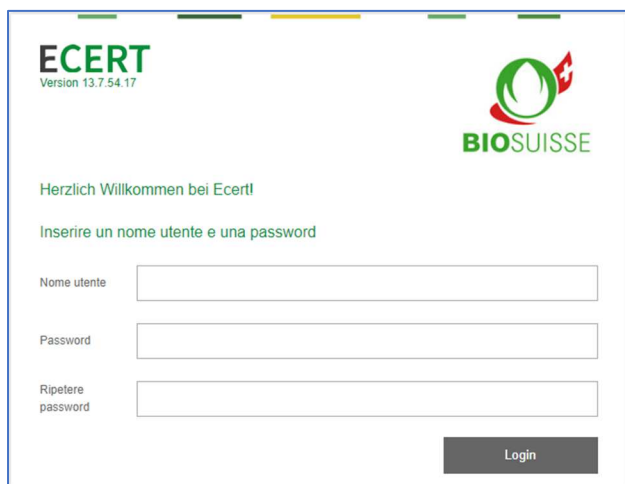 ECERT
Version 13.7.54.17
BIOSUISSE
Herzlich Willkommen bei Ecert!
Inserire un nome utente e una password
Nome utente
Password
Ripetere
password
Login